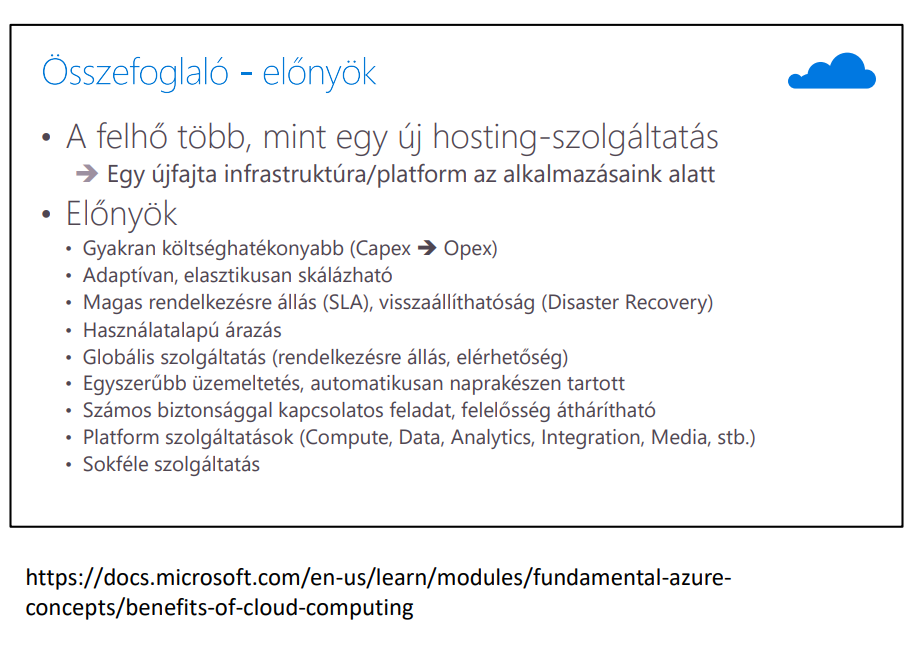 Összefoglaló - előnyök
• A felhő több, mint egy új hosting-szolgáltatás
➔ Egy újfajta infrastruktúra/platform az alkalmazásaink alatt
• Előnyök
• Gyakran költséghatékonyabb (Capex ➔ Opex)
• Adaptívan, elasztikusan skálázható
• Magas rendelkezésre állás (SLA), visszaállíthatóság (Disaster Recovery)
• Használatalapú árazás
• Globális szolgáltatás (rendelkezésre állás, elérhetőség)
• Egyszerűbb üzemeltetés, automatikusan naprakészen tartott
• Számos biztonsággal kapcsolatos feladat, felelősség áthárítható
• Platform szolgáltatások (Compute, Data, Analytics, Integration, Media, stb.)
• Sokféle szolgáltatás
https://docs.microsoft.com/en-us/learn/modules/fundamental-azure-
concepts/benefits-of-cloud-computing